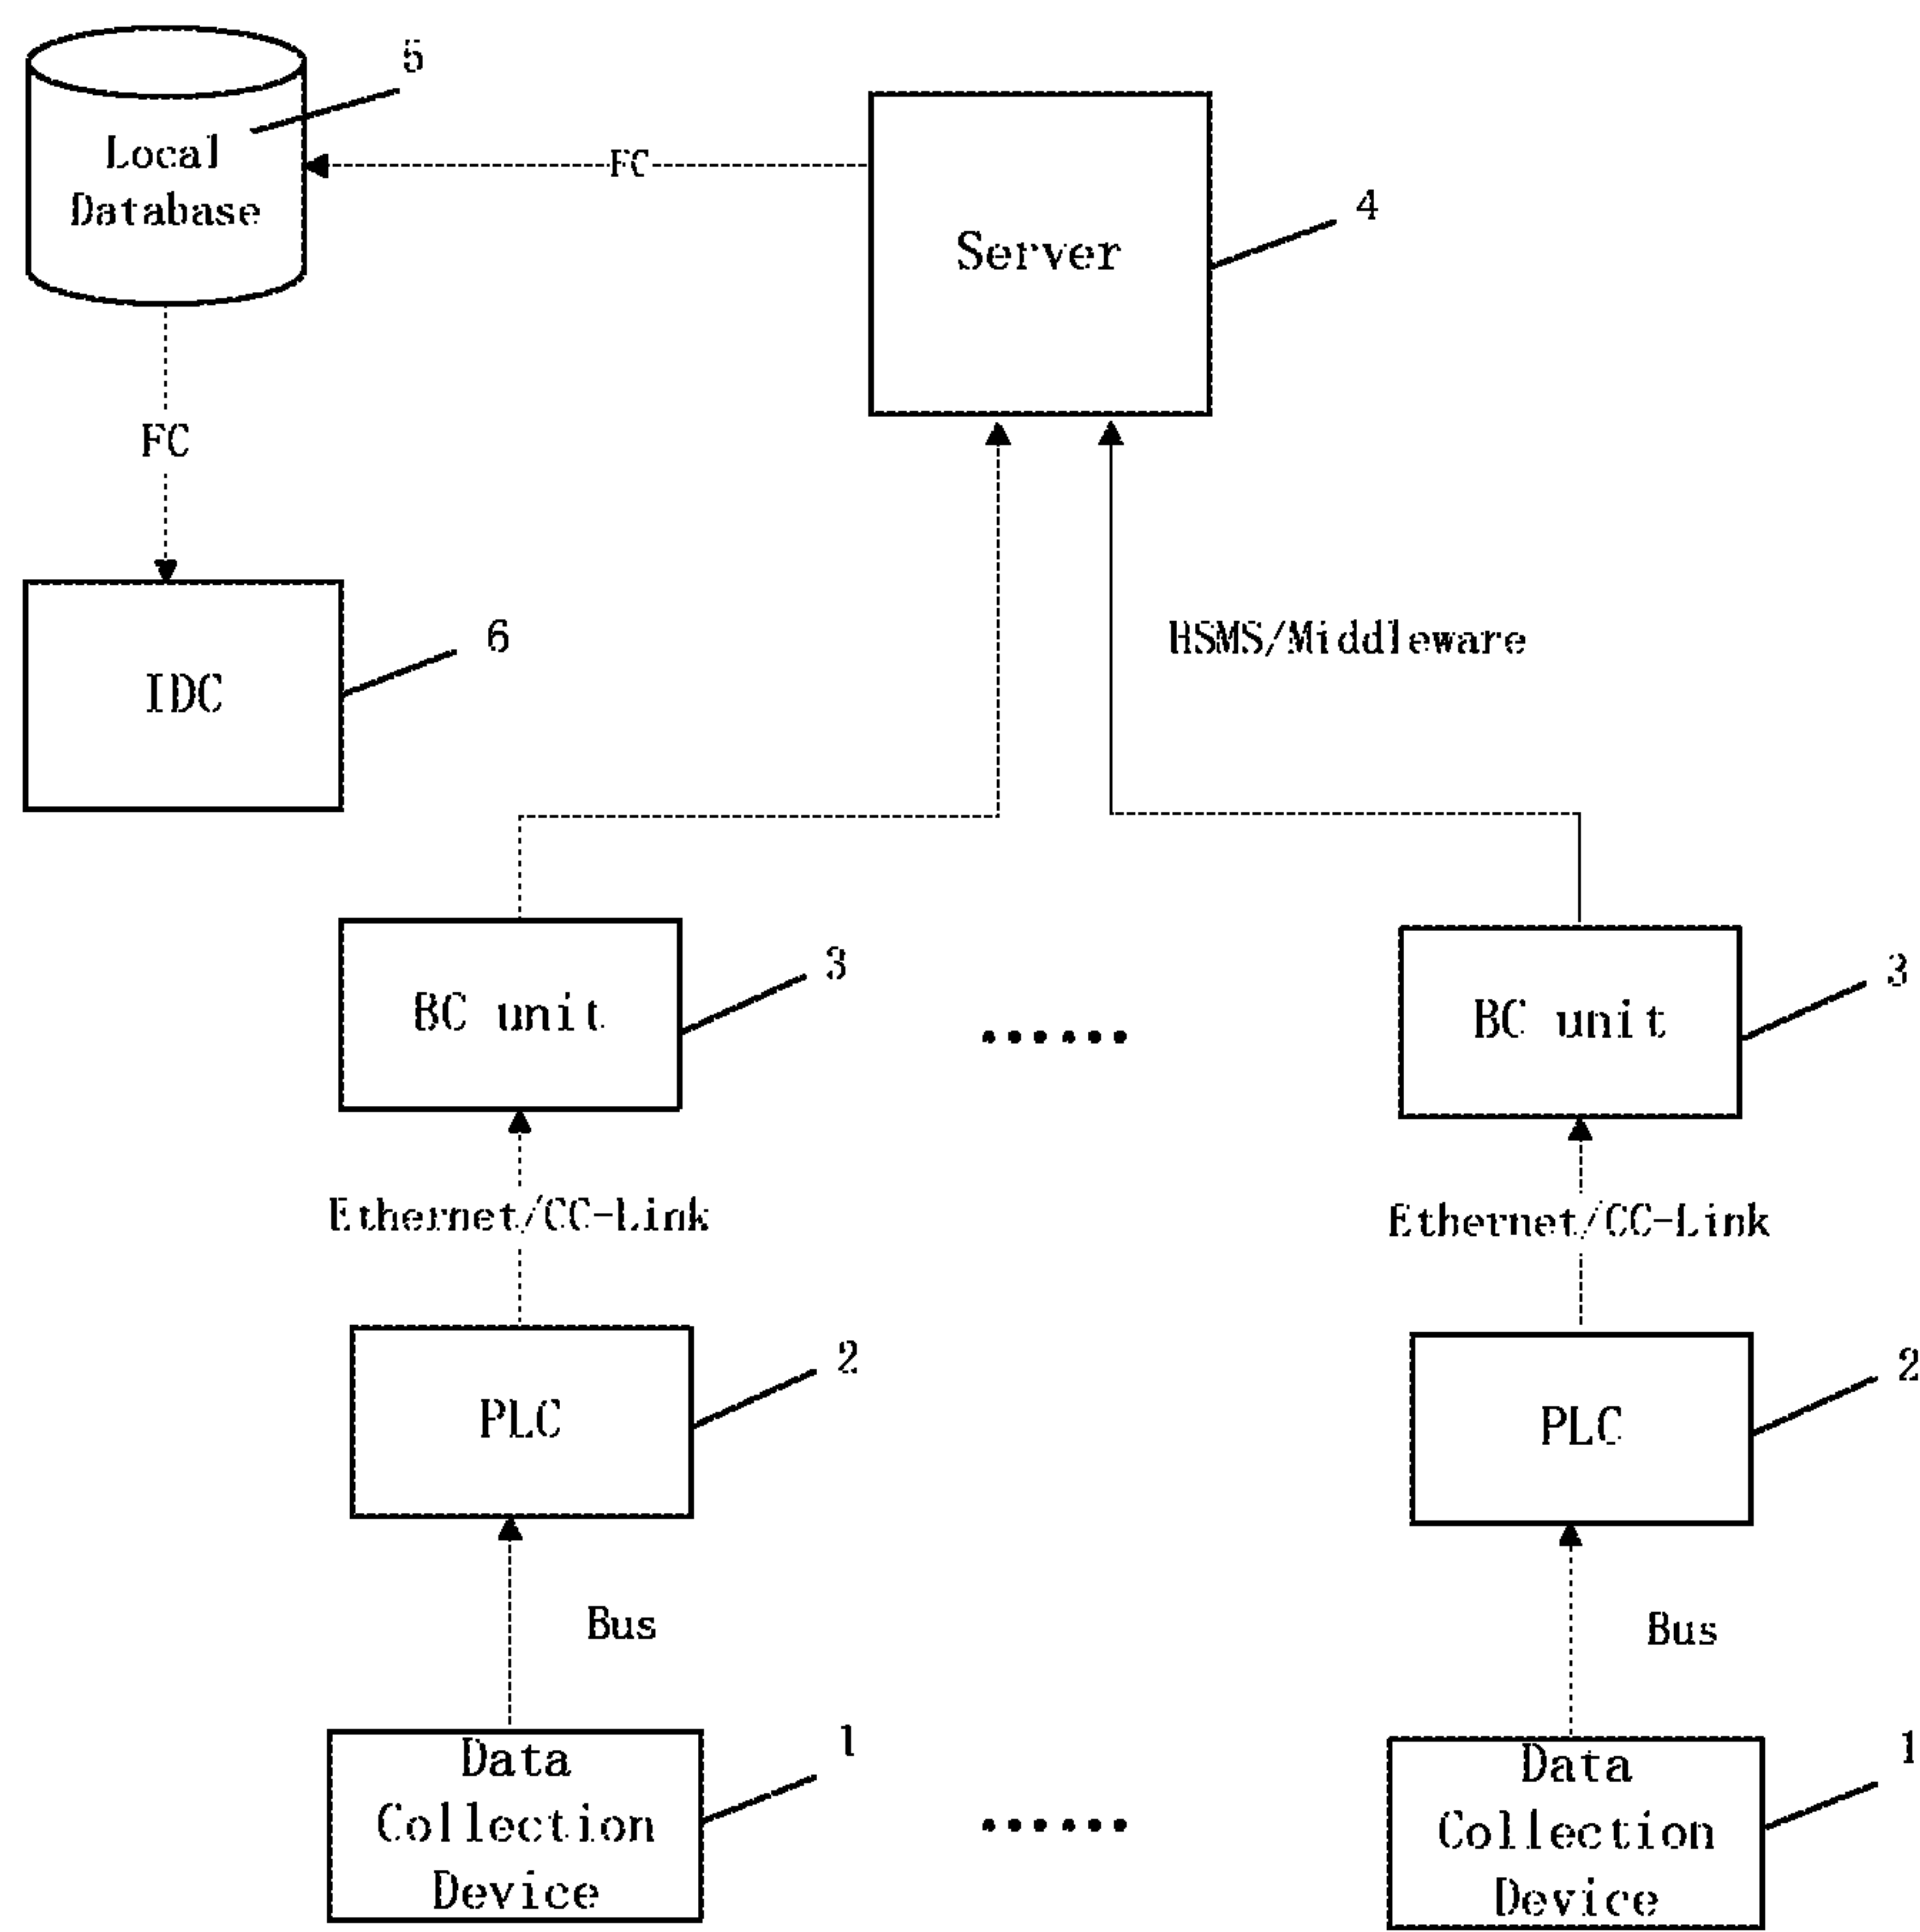 5
Local
Database
FC
Server
4
FC
HSMS/Middleware
IDC
6
BC unit
3
BC unit
3
Ethernet/CC-Link
Ethernet/CC-Link
PLC
2
PLC
2
Bus
Bus
Data
Collection
Device
1
Data
Collection
Device
1